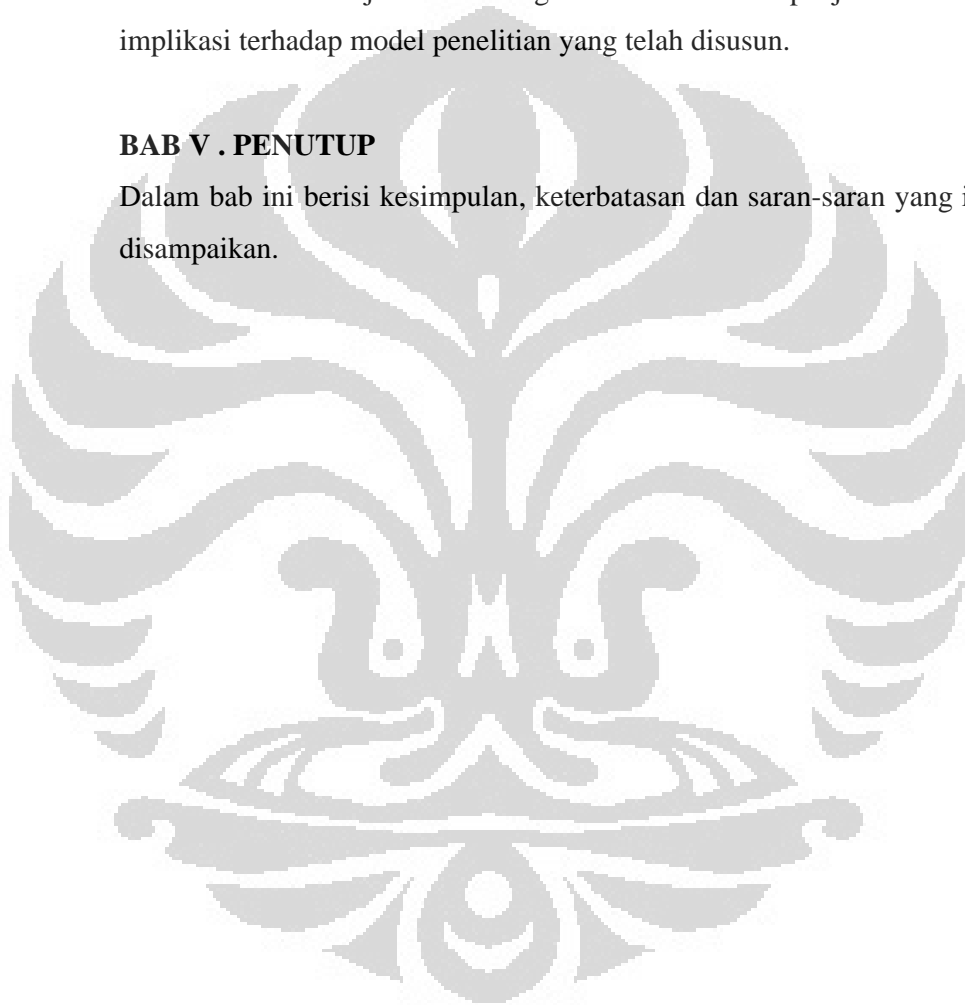 implikasi terhadap model penelitian yang telah disusun.
BAB V . PENUTUP
Dalam bab ini berisi kesimpulan, keterbatasan dan saran-saran yang
disampaikan.